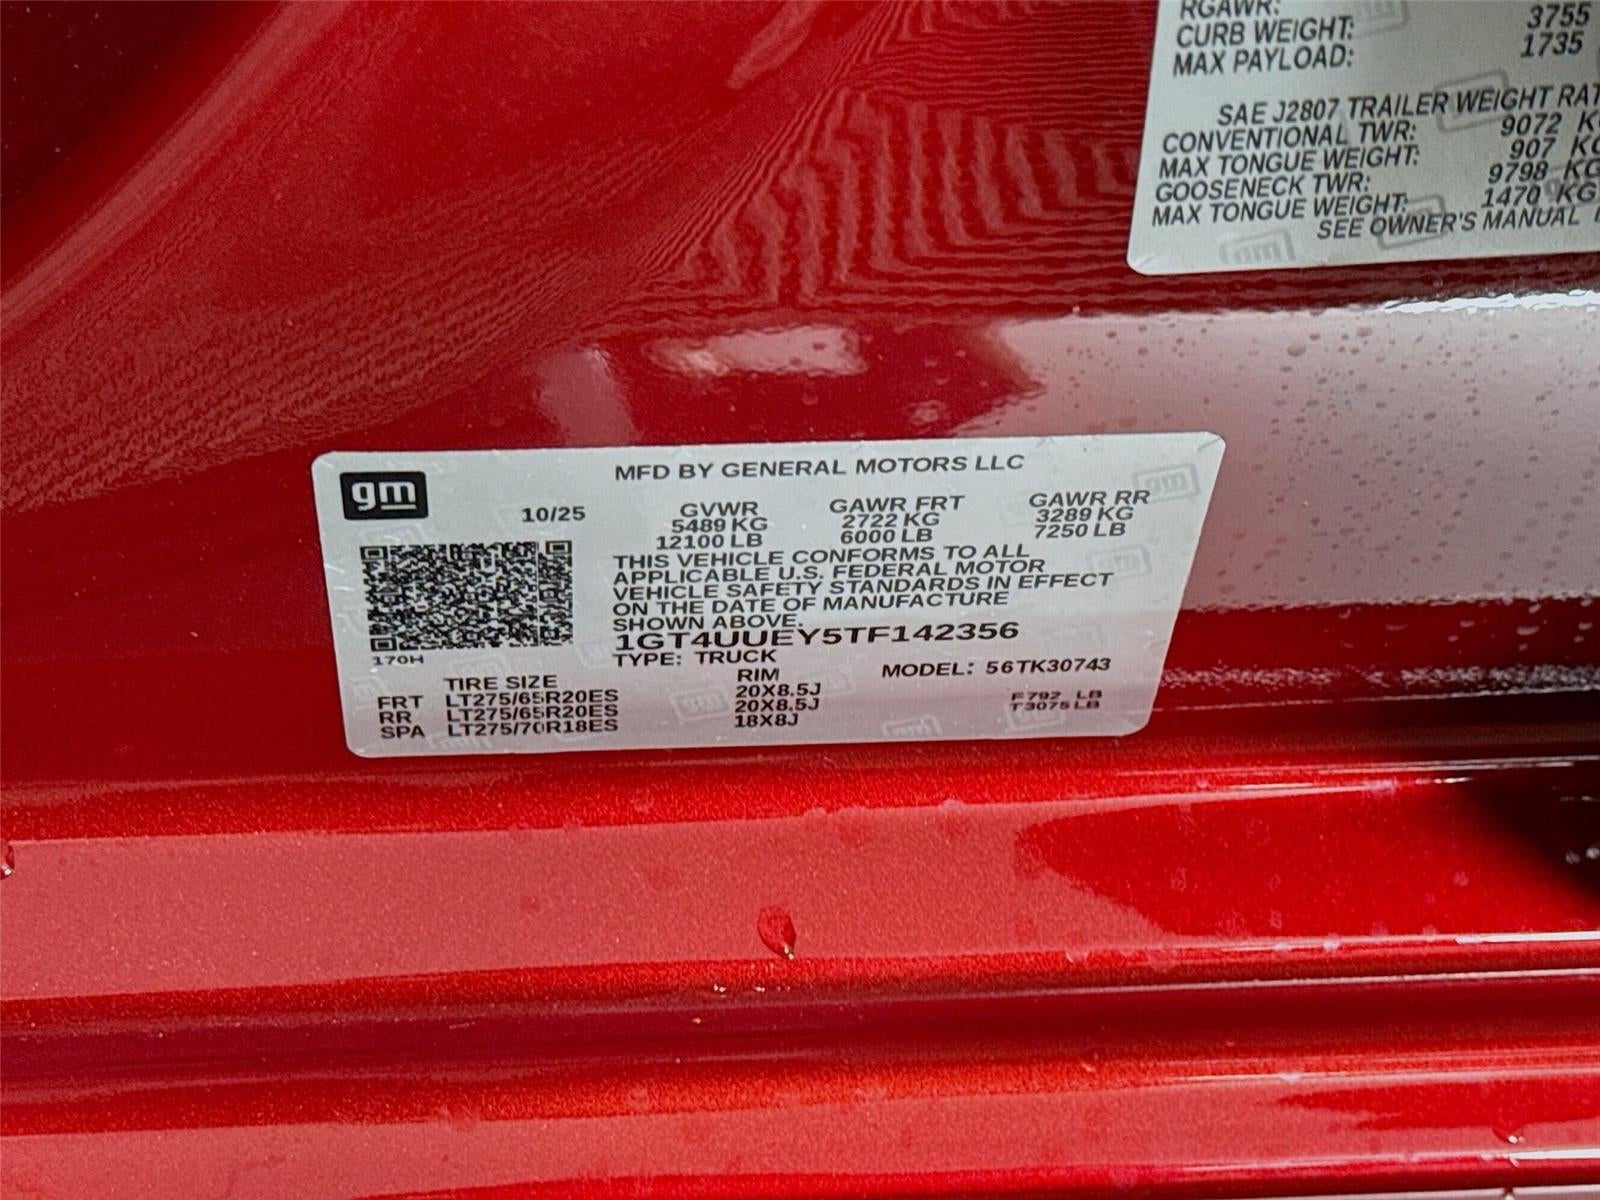 RGAWR:
CURB WEIGHT: 3755
MAX PAYLOAD: 1735
SAE J2807 TRAILER WEIGHT
CONVENTIONAL TWR: 9072
MAX TONGUE WEIGHT: 907
GOOSENECK TWR: 9798 KG
MAX TONGUE WEIGHT: 1470 KG
SEE OWNER'S MANUAL
gm
MFD BY GENERAL MOTORS LLC
10/25
GVWR GAWR FRT GAWR RR
5489 KG 2722 KG 3289 KG
12100 LB 6000 LB 7250 LB
THIS VEHICLE CONFORMS TO ALL
APPLICABLE U.S. FEDERAL MOTOR
VEHICLE SAFETY STANDARDS IN EFFECT
ON THE DATE OF MANUFACTURE
SHOWN ABOVE.
1GT4UUEY5TF142356
170H
TYPE: TRUCK MODEL: 56TK30743
TIRE SIZE RIM
FRT LT275/65R20ES 20X8.5J
RR LT275/65R20ES 20X8.5J
SPA LT275/70R18ES 18X8J
F 792 LB
T 3075 LB